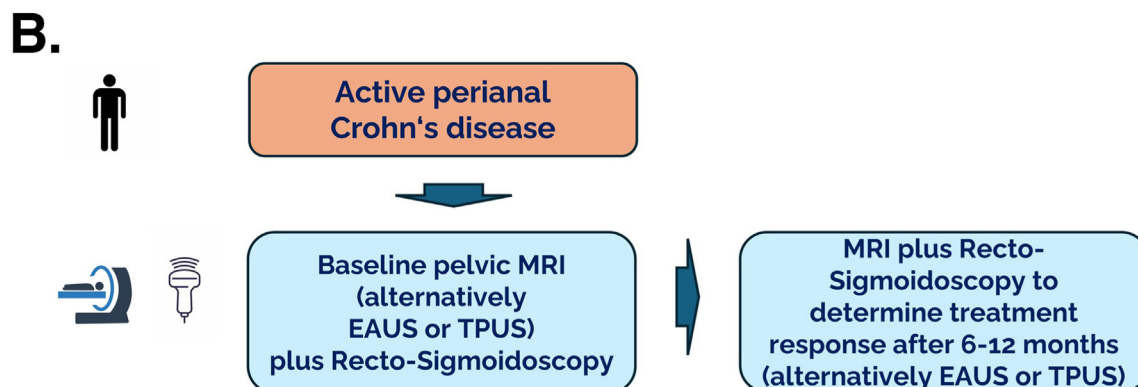 B.
Active perianal
Crohn‘s disease
Baseline pelvic MRI
(alternatively
EAUS or TPUS)
plus Recto-Sigmoidoscopy
MRI plus Recto-
Sigmoidoscopy to
determine treatment
response after 6-12 months
(alternatively EAUS or TPUS)